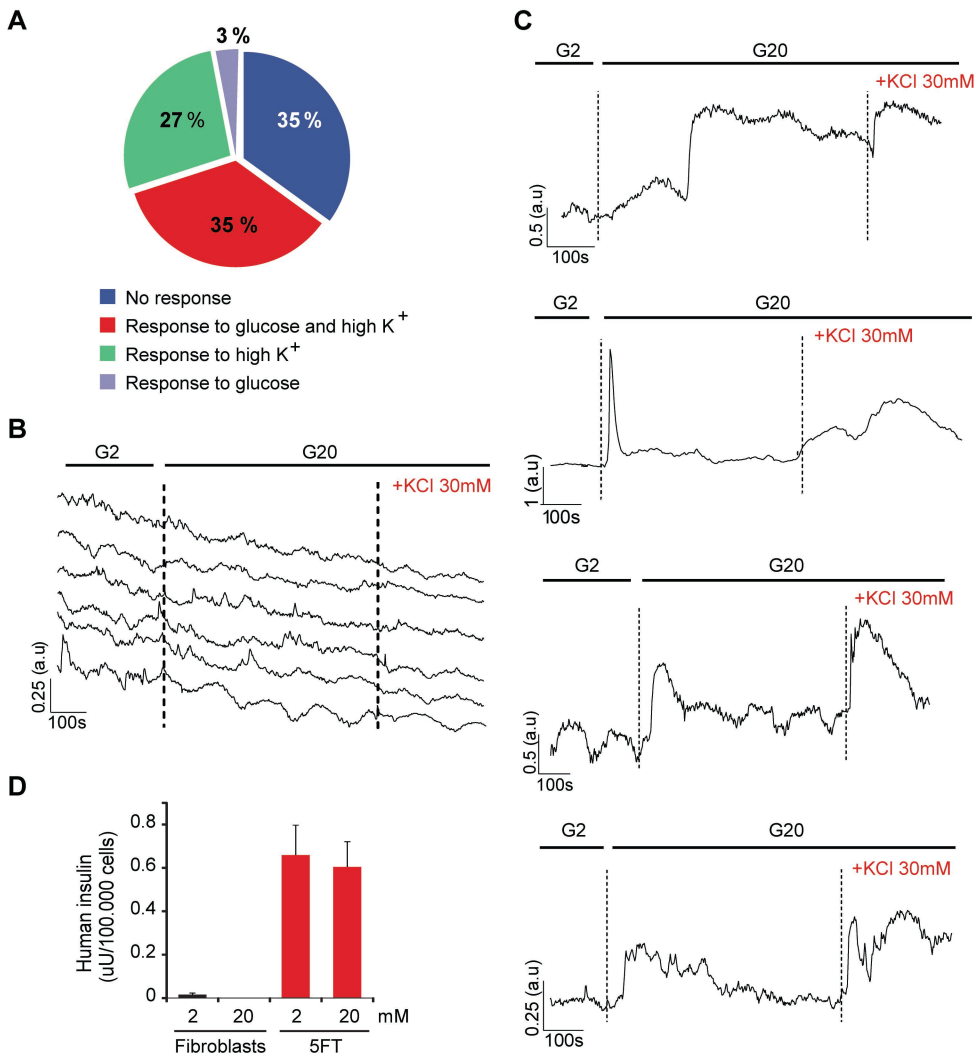 A
3 %
35 %
27 %
35 %
No response
Response to glucose and high K+
Response to high K+
Response to glucose
B
G2 G20
+KCl 30mM
0.25 (a.u)
100s
D
Human insulin
(uU/100.000 cells)
0.8
0.6
0.4
0.2
0
2 20 2 20 mM
Fibroblasts 5FT
C
G2 G20
+KCl 30mM
0.5 (a.u)
100s
G2 G20
+KCl 30mM
1 (a.u)
100s
G2 G20
+KCl 30mM
0.5 (a.u)
100s
G2 G20
+KCl 30mM
0.25 (a.u)
100s